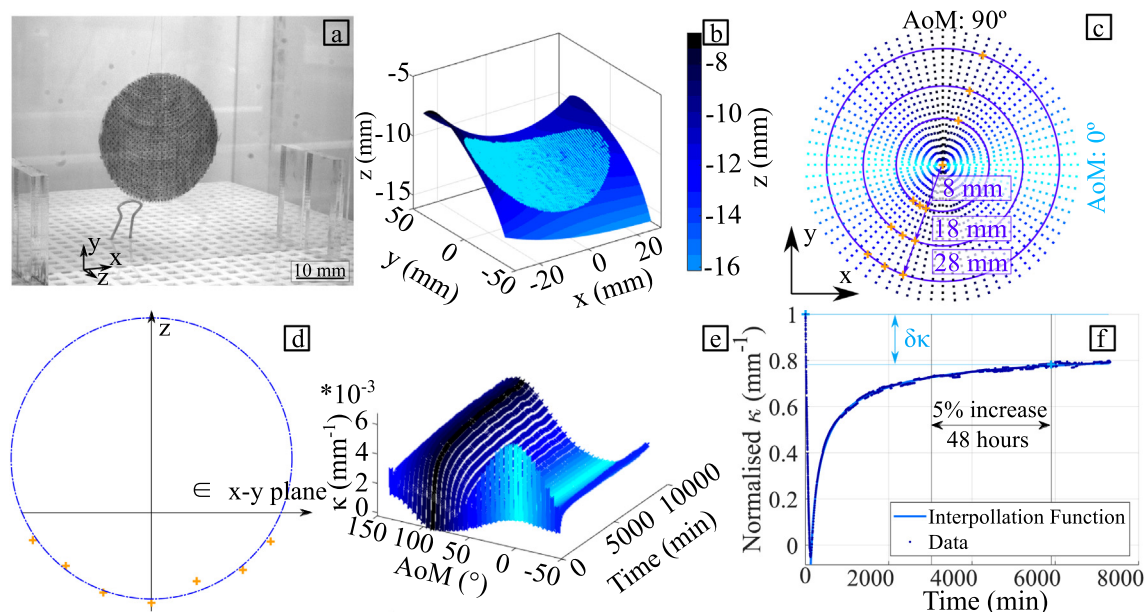 a
y
x
z
10 mm
b
-5
-10
-15
z (mm)
50
0
-50
y (mm)
-20
0
20
x (mm)
-8
-10
-12
-14
-16
z (mm)
AoM: 90º
c
AoM: 0º
8 mm
18 mm
28 mm
y
x
z
d
∈ x-y plane
e
*10⁻³
6
4
2
0
κ (mm⁻¹)
150
100
50
0
-50
AoM (°)
0
5000
10000
Time (min)
f
1
0.8
0.6
0.4
0.2
0
Normalised κ (mm⁻¹)
δκ
5% increase
48 hours
Interpollation Function
Data
0
2000
4000
6000
8000
Time (min)